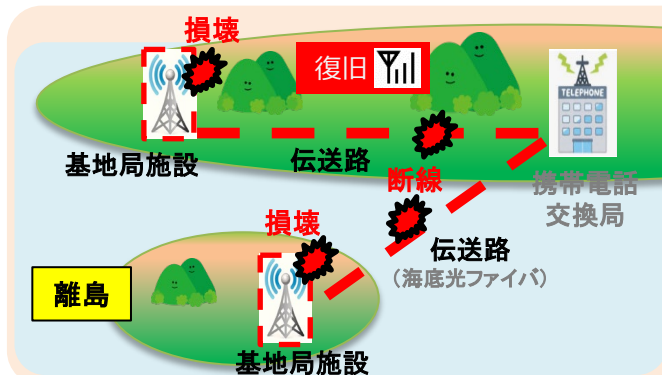 損壊
復旧
TELEPHONE
基地局施設
伝送路
断線
携帯電話
交換局
損壊
伝送路
（海底光ファイバ）
離島
基地局施設